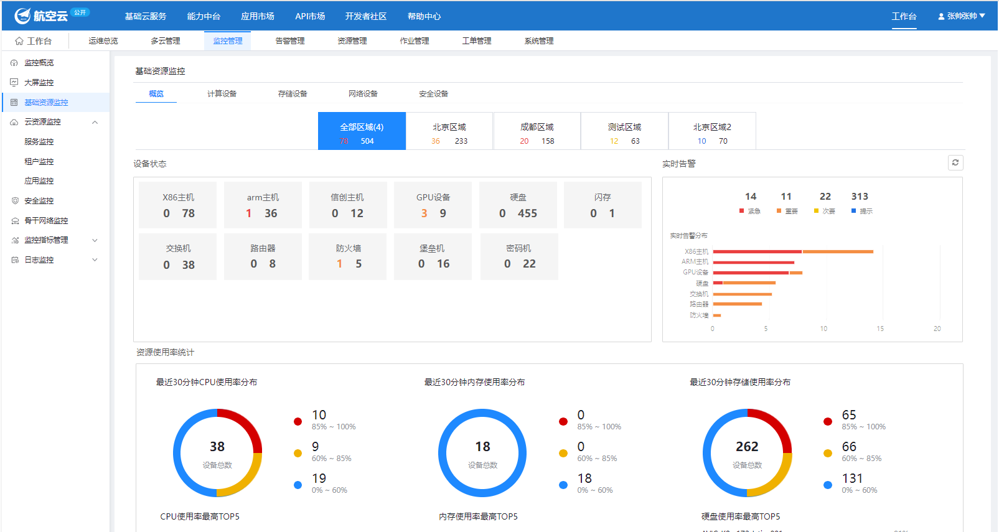 航空云 公开 基础云服务 能力中台 应用市场 API市场 开发者社区 帮助中心 工作台 张帅张帅
AVIC
工作台 运维总览 多云管理 监控管理 告警管理 资源管理 作业管理 工单管理 系统管理
监控概览
大屏监控
基础资源监控
云资源监控
服务监控
租户监控
应用监控
安全监控
骨干网络监控
监控指标管理
日志监控
基础资源监控
概览 计算设备 存储设备 网络设备 安全设备
全部区域(4) 北京区域 成都区域 测试区域 北京区域2
78 504 36 233 20 158 12 63 10 70
设备状态
X86主机 arm主机 信创主机 GPU设备 硬盘 闪存
0 78 1 36 0 12 3 9 0 455 0 1
交换机 路由器 防火墙 堡垒机 密码机
0 38 0 8 1 5 0 16 0 22
实时告警
14 11 22 313
紧急 重要 次要 提示
实时告警分布
X86主机
ARM主机
GPU设备
硬盘
交换机
路由器
防火墙
0 5 10 15 20
资源使用率统计
最近30分钟CPU使用率分布
38
设备总数
10
85% ~ 100%
9
60% ~ 85%
19
0% ~ 60%
CPU使用率最高TOP5
最近30分钟内存使用率分布
18
设备总数
0
85% ~ 100%
0
60% ~ 85%
18
0% ~ 60%
内存使用率最高TOP5
最近30分钟存储使用率分布
262
设备总数
65
85% ~ 100%
66
60% ~ 85%
131
0% ~ 60%
硬盘使用率最高TOP5